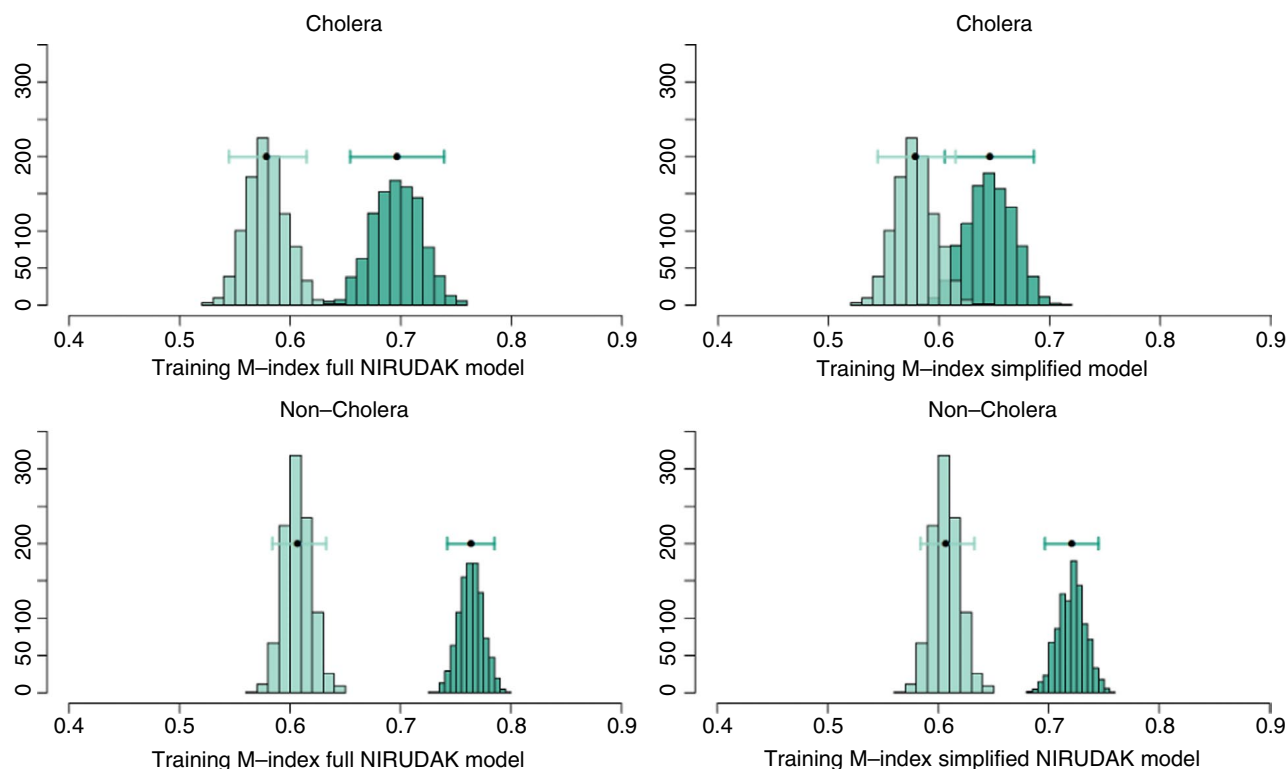 Cholera
300
200
100
50
0
0.4 0.5 0.6 0.7 0.8 0.9
Training M–index full NIRUDAK model
Cholera
300
200
100
50
0
0.4 0.5 0.6 0.7 0.8 0.9
Training M–index simplified model
Non–Cholera
300
200
100
50
0
0.4 0.5 0.6 0.7 0.8 0.9
Training M–index full NIRUDAK model
Non–Cholera
300
200
100
50
0
0.4 0.5 0.6 0.7 0.8 0.9
Training M–index simplified NIRUDAK model